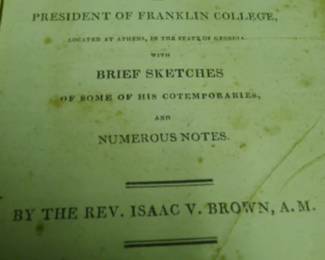 PRESIDENT OF FRANKLIN COLLEGE,
LOCATED AT ATHENS, IN THE STATE OF GEORGIA
WITH
BRIEF SKETCHES
OF SOME OF HIS COTEMPORARIES,
AND
NUMEROUS NOTES.
BY THE REV. ISAAC V. BROWN, A. M.